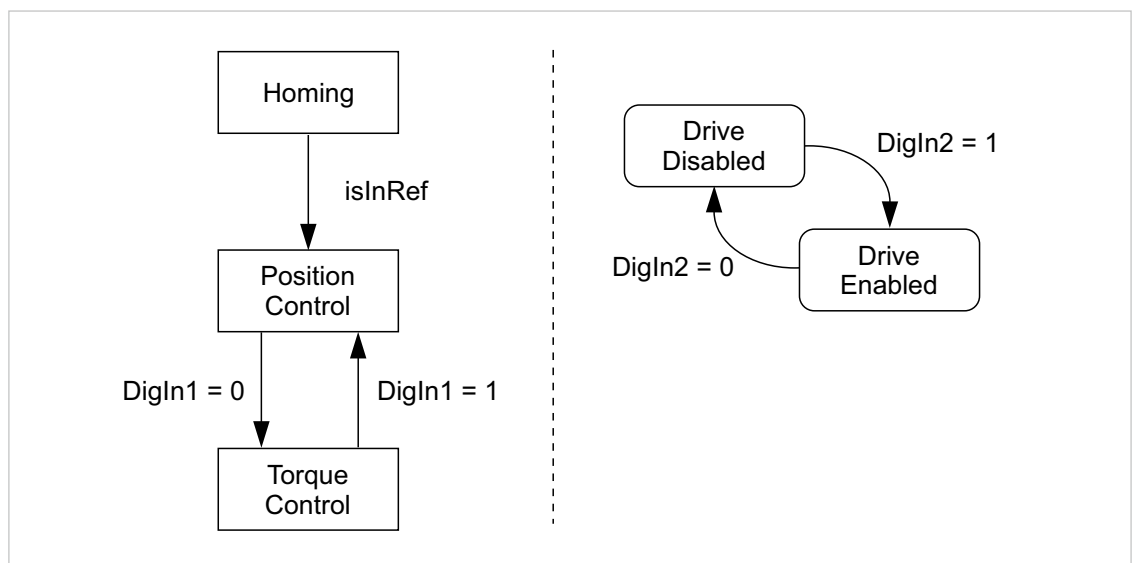 Homing
isInRef
Position
Control
DigIn1 = 0
DigIn1 = 1
Torque
Control
Drive
Disabled
DigIn2 = 1
DigIn2 = 0
Drive
Enabled